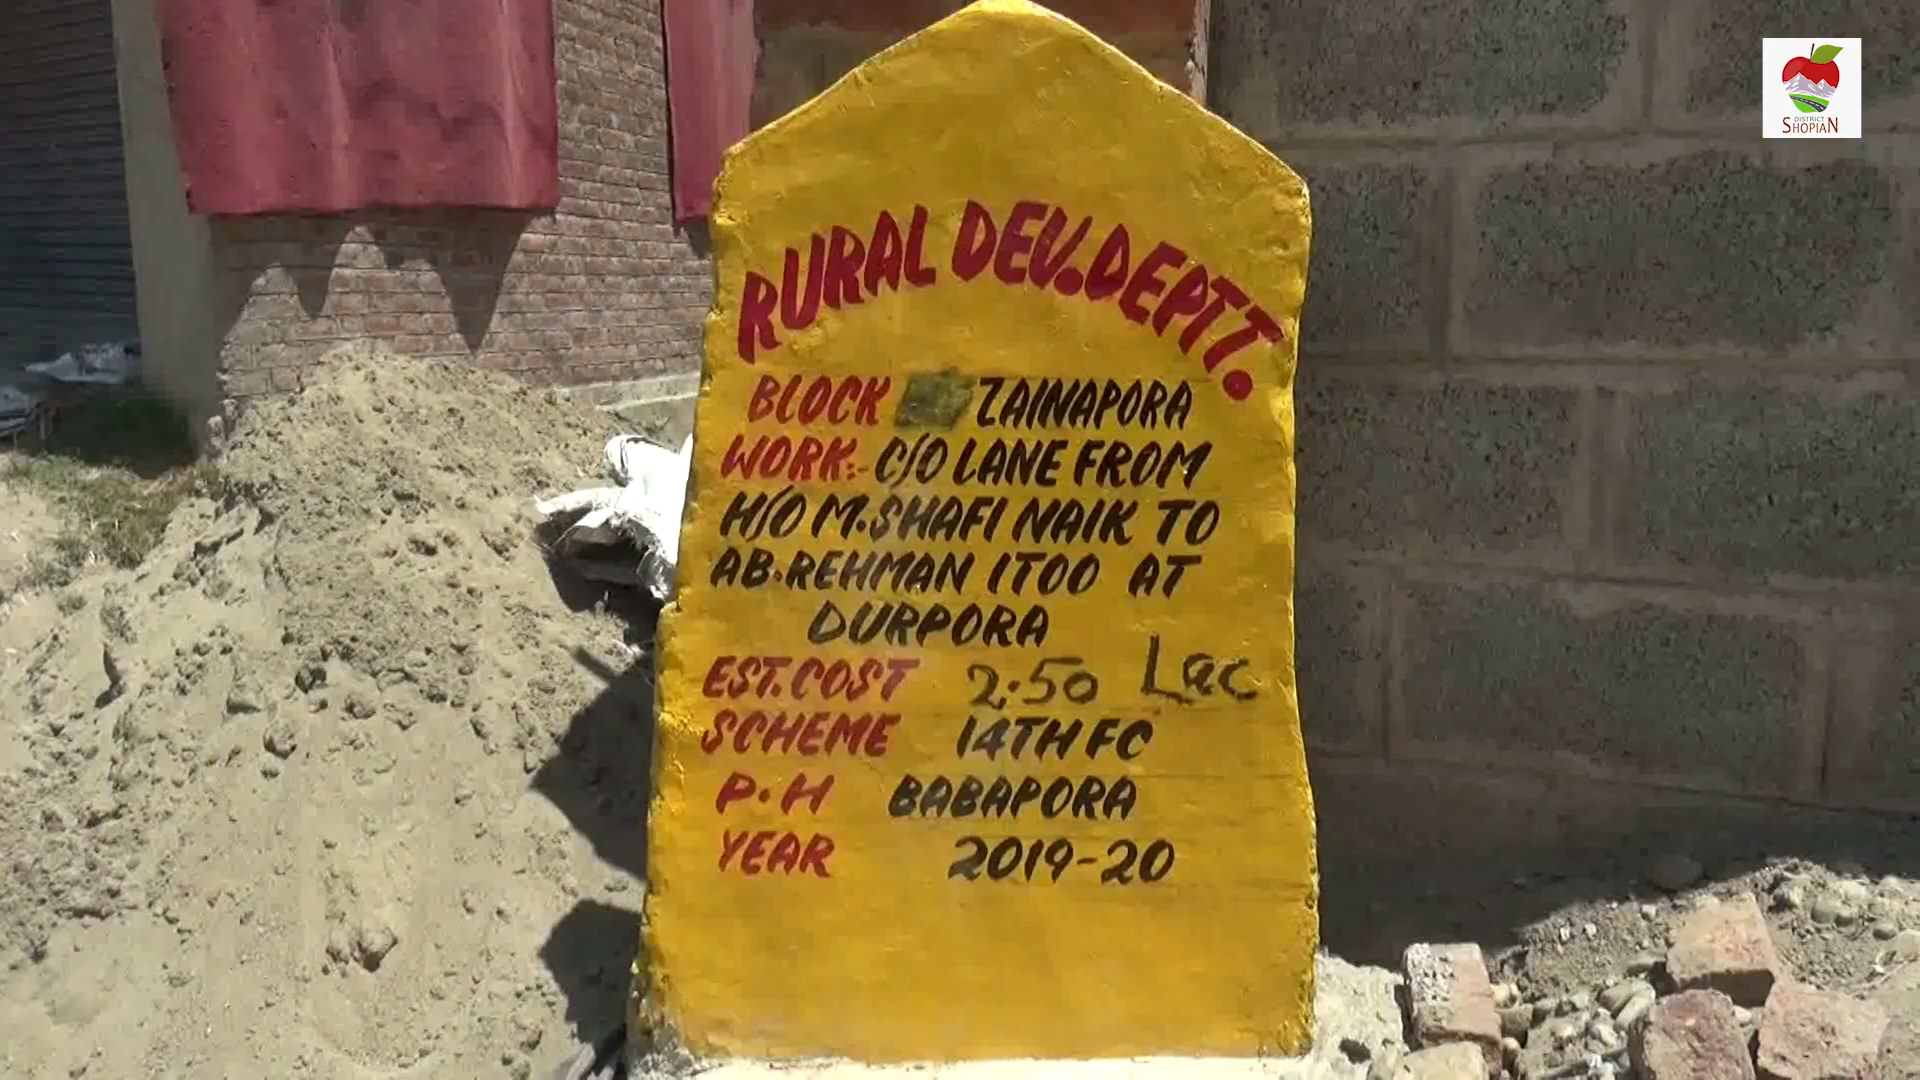 RURAL DEV.DEPTT.
BLOCK ZAINAPORA
WORK:- C/O LANE FROM
H/O M.SHAFI NAIK TO
AB.REHMAN ITOO AT
DURPORA
EST.COST 2.50 Lac
SCHEME 14TH FC
P.H BABAPORA
YEAR 2019-20
DISTRICT
SHOPIAN